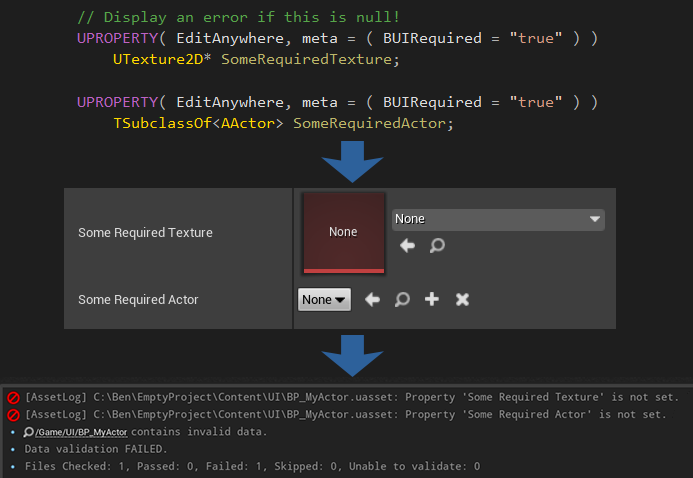 // Display an error if this is null!
UPROPERTY( EditAnywhere, meta = ( BUIRequired = "true" ) )
UTexture2D* SomeRequiredTexture;
UPROPERTY( EditAnywhere, meta = ( BUIRequired = "true" ) )
TSubclassOf<AActor> SomeRequiredActor;
Some Required Texture
None
None
Some Required Actor
None
[AssetLog] C:\Ben\EmptyProject\Content\UI\BP_MyActor.uasset: Property 'Some Required Texture' is not set.
[AssetLog] C:\Ben\EmptyProject\Content\UI\BP_MyActor.uasset: Property 'Some Required Actor' is not set.
• /Game/UI/BP_MyActor contains invalid data.
• Data validation FAILED.
• Files Checked: 1, Passed: 0, Failed: 1, Skipped: 0, Unable to validate: 0